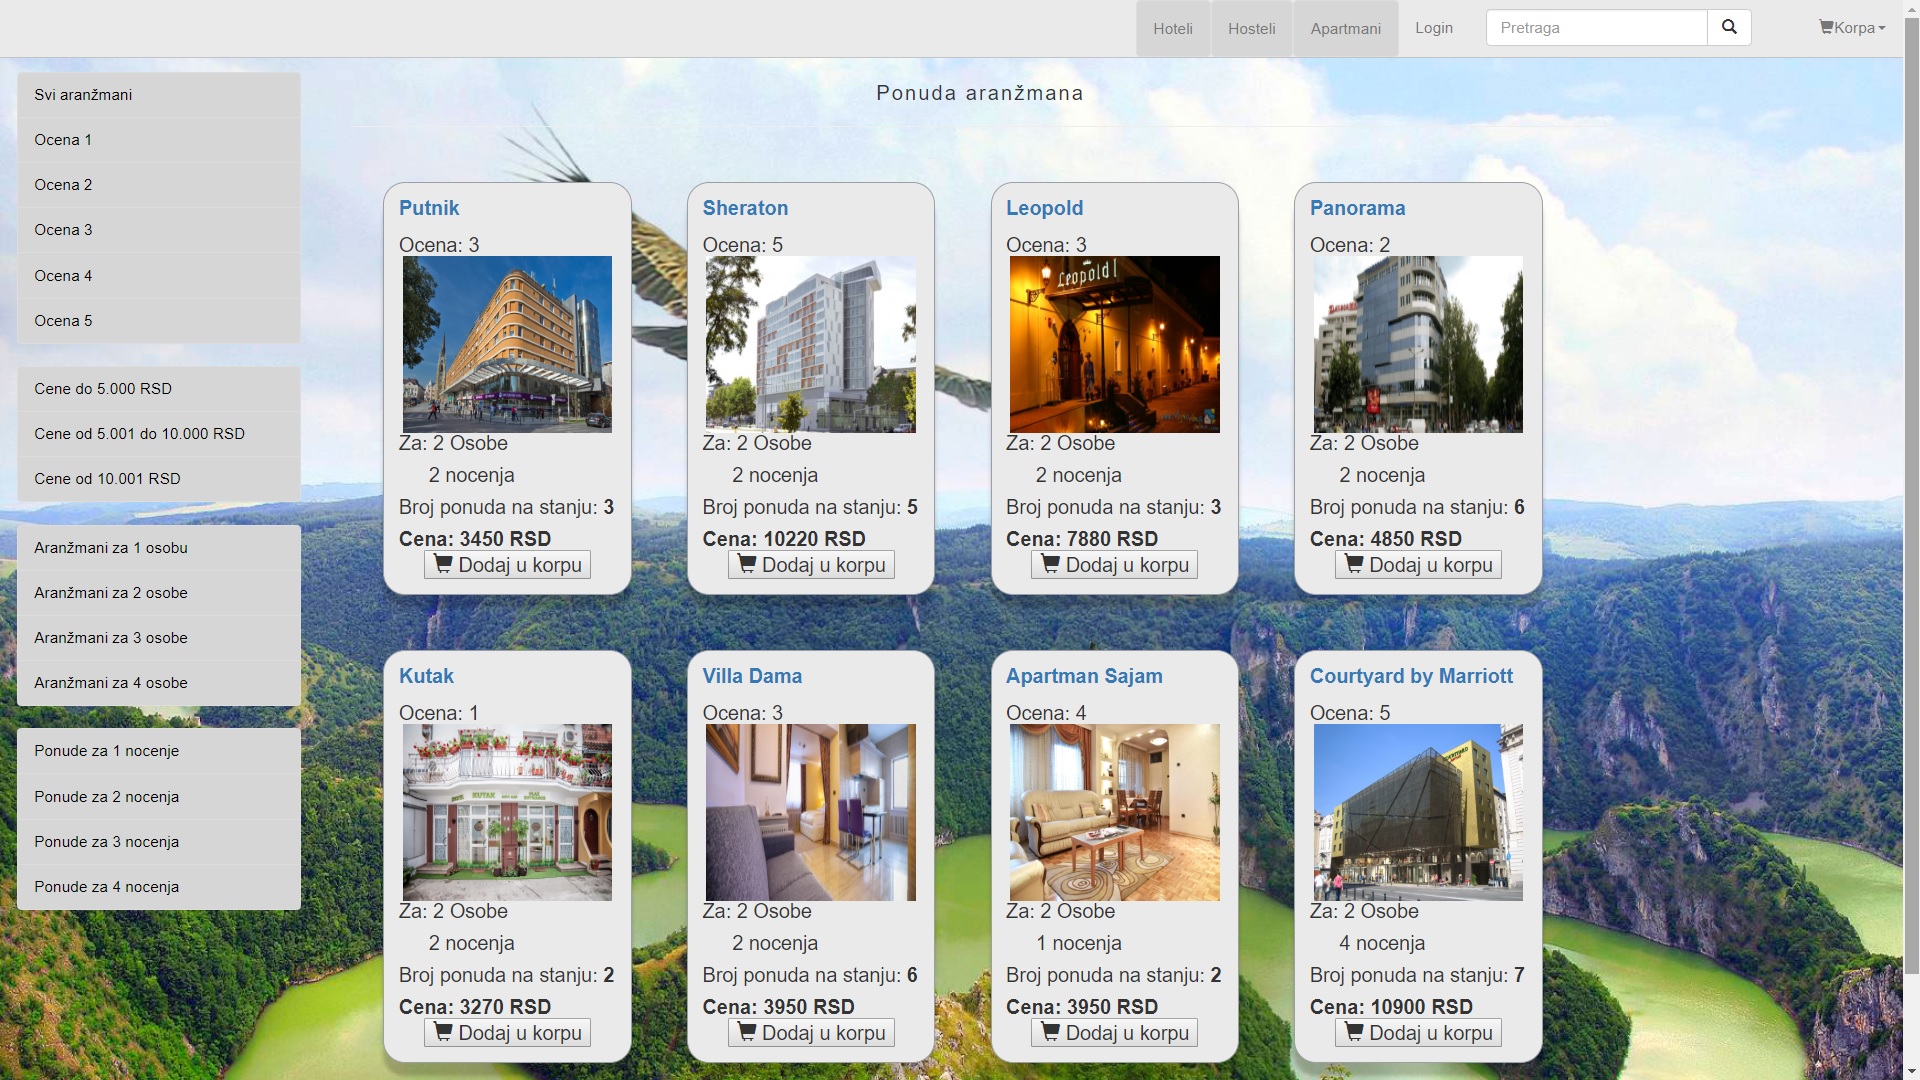 Hoteli
Hosteli
Apartmani
Login
Pretraga
Korpa
Svi aranžmani
Ocena 1
Ocena 2
Ocena 3
Ocena 4
Ocena 5
Cene do 5.000 RSD
Cene od 5.001 do 10.000 RSD
Cene od 10.001 RSD
Aranžmani za 1 osobu
Aranžmani za 2 osobe
Aranžmani za 3 osobe
Aranžmani za 4 osobe
Ponude za 1 nocenje
Ponude za 2 nocenja
Ponude za 3 nocenja
Ponude za 4 nocenja
Ponuda aranžmana
Putnik
Ocena: 3
Za: 2 Osobe
2 nocenja
Broj ponuda na stanju: 3
Cena: 3450 RSD
Dodaj u korpu
Sheraton
Ocena: 5
Za: 2 Osobe
2 nocenja
Broj ponuda na stanju: 5
Cena: 10220 RSD
Dodaj u korpu
Leopold
Ocena: 3
Leopold I
Za: 2 Osobe
2 nocenja
Broj ponuda na stanju: 3
Cena: 7880 RSD
Dodaj u korpu
Panorama
Ocena: 2
Za: 2 Osobe
2 nocenja
Broj ponuda na stanju: 6
Cena: 4850 RSD
Dodaj u korpu
Kutak
Ocena: 1
KUTAK
Za: 2 Osobe
2 nocenja
Broj ponuda na stanju: 2
Cena: 3270 RSD
Dodaj u korpu
Villa Dama
Ocena: 3
Za: 2 Osobe
2 nocenja
Broj ponuda na stanju: 6
Cena: 3950 RSD
Dodaj u korpu
Apartman Sajam
Ocena: 4
Za: 2 Osobe
1 nocenja
Broj ponuda na stanju: 2
Cena: 3950 RSD
Dodaj u korpu
Courtyard by Marriott
Ocena: 5
COURTYARD
Za: 2 Osobe
4 nocenja
Broj ponuda na stanju: 7
Cena: 10900 RSD
Dodaj u korpu